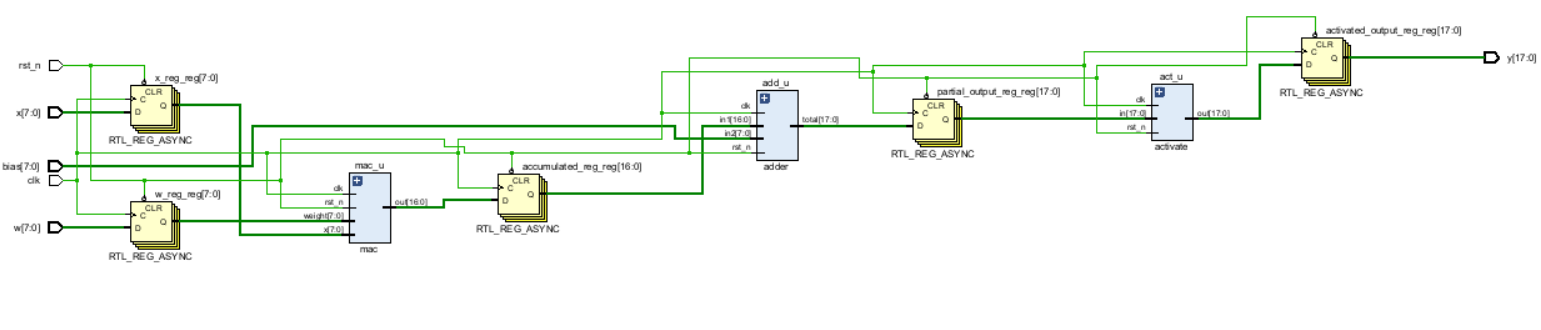 rst_n
x[7:0]
bias[7:0]
clk
w[7:0]
x_reg_reg[7:0]
CLR
C
D
Q
RTL_REG_ASYNC
w_reg_reg[7:0]
CLR
C
D
Q
RTL_REG_ASYNC
mac_u
clk
rst_n
weight[7:0]
x[7:0]
out[16:0]
mac
accumulated_reg_reg[16:0]
CLR
C
D
Q
RTL_REG_ASYNC
add_u
clk
in1[16:0]
in2[7:0]
rst_n
total[17:0]
adder
partial_output_reg_reg[17:0]
CLR
C
D
Q
RTL_REG_ASYNC
act_u
clk
in[17:0]
rst_n
out[17:0]
activate
activated_output_reg_reg[17:0]
CLR
C
D
Q
RTL_REG_ASYNC
y[17:0]